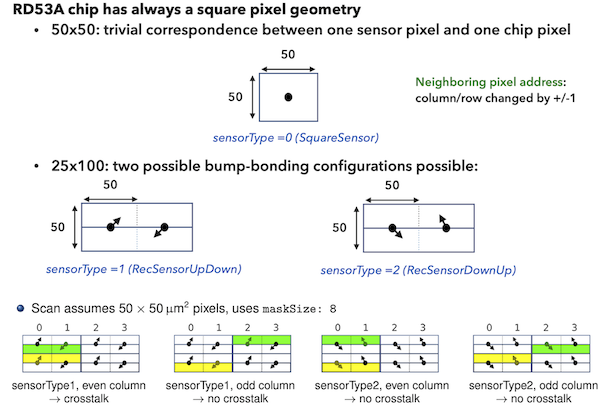 RD53A chip has always a square pixel geometry
• 50x50: trivial correspondence between one sensor pixel and one chip pixel
50
50
Neighboring pixel address:
column/row changed by +/-1
sensorType =0 (SquareSensor)
• 25x100: two possible bump-bonding configurations possible:
50
50
50
50
sensorType =1 (RecSensorUpDown)
sensorType =2 (RecSensorDownUp)
Scan assumes 50 × 50 μm² pixels, uses maskSize: 8
0 1 2 3
0 1 2 3
0 1 2 3
0 1 2 3
sensorType1, even column
→ crosstalk
sensorType1, odd column
→ no crosstalk
sensorType2, even column
→ no crosstalk
sensorType2, odd column
→ no crosstalk